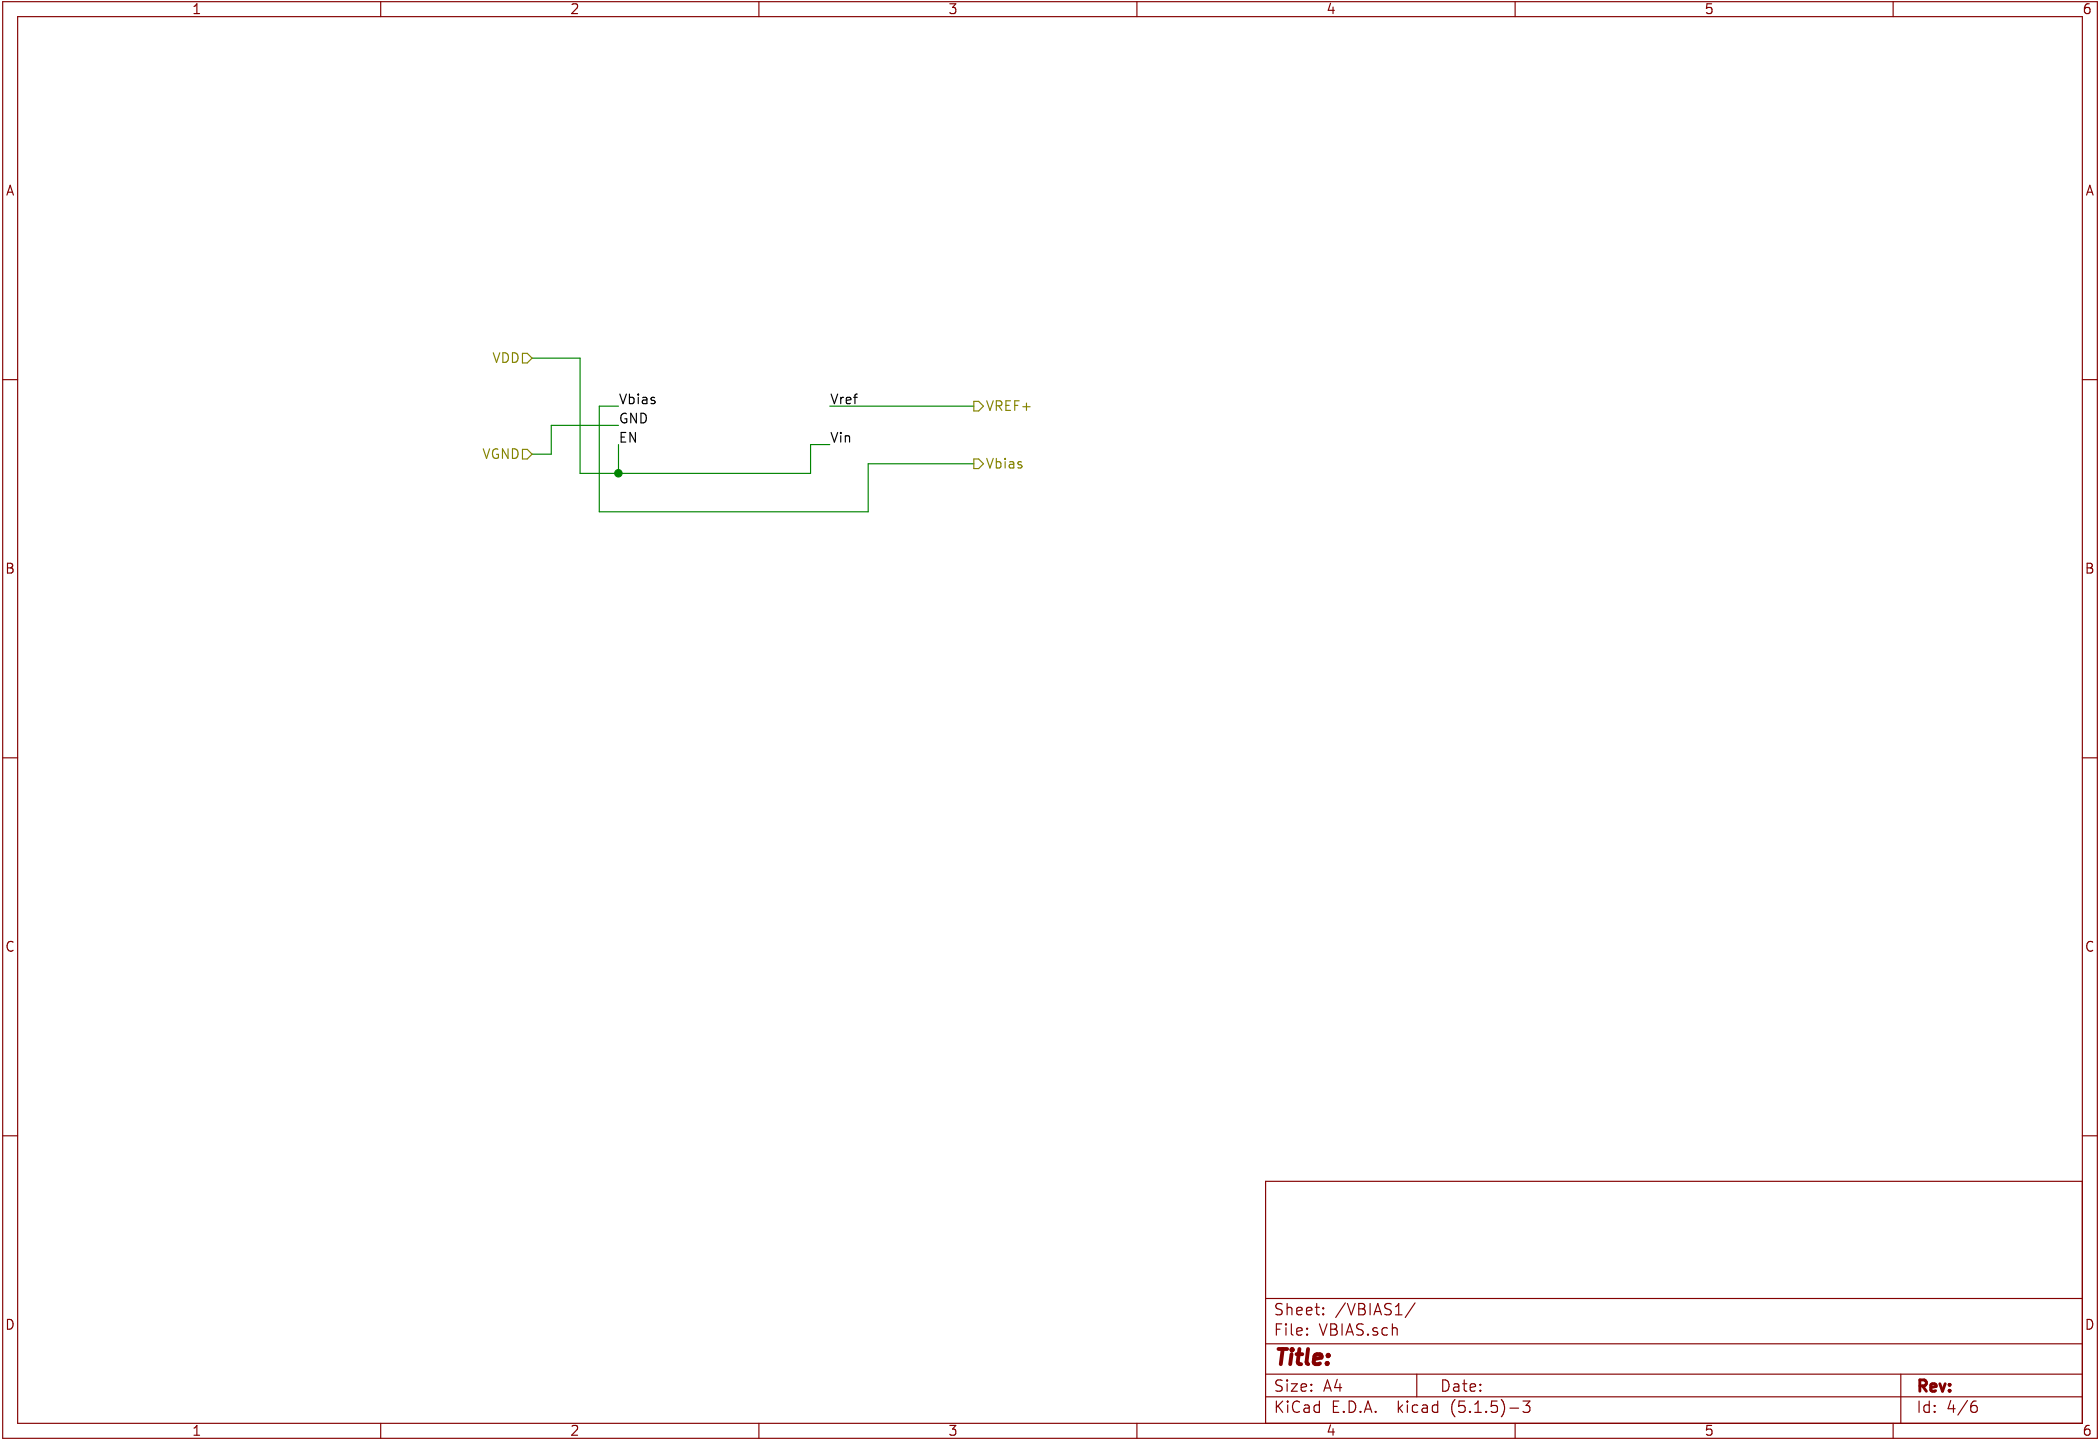 1 2 3 4 5 6
A A
VDD
Vbias Vref VREF+
GND
EN Vin
VGND Vbias
B B
C C
Sheet: /VBIAS1/
File: VBIAS.sch
D D
Title:
Size: A4 Date: Rev:
KiCad E.D.A. kicad (5.1.5)-3 Id: 4/6
1 2 3 4 5 6